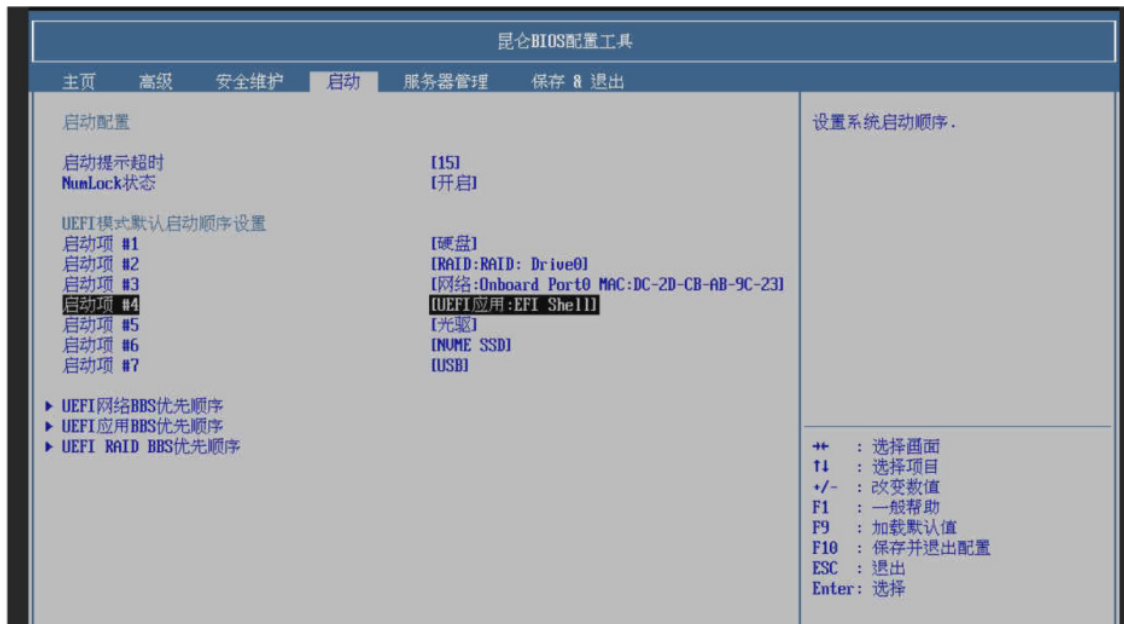 昆仑BIOS配置工具
主页 高级 安全维护 启动 服务器管理 保存 & 退出
启动配置
启动提示超时 [15]
NumLock状态 [开启]
UEFI模式默认启动顺序设置
启动项 #1 [硬盘]
启动项 #2 [RAID:RAID: Drive0]
启动项 #3 [网络:Onboard Port0 MAC:DC-2D-CB-AB-9C-23]
启动项 #4 [UEFI应用:EFI Shell]
启动项 #5 [光驱]
启动项 #6 [NVME SSD]
启动项 #7 [USB]
▶ UEFI网络BBS优先顺序
▶ UEFI应用BBS优先顺序
▶ UEFI RAID BBS优先顺序
设置系统启动顺序.
→← : 选择画面
↑↓ : 选择项目
+/- : 改变数值
F1 : 一般帮助
F9 : 加载默认值
F10 : 保存并退出配置
ESC : 退出
Enter: 选择